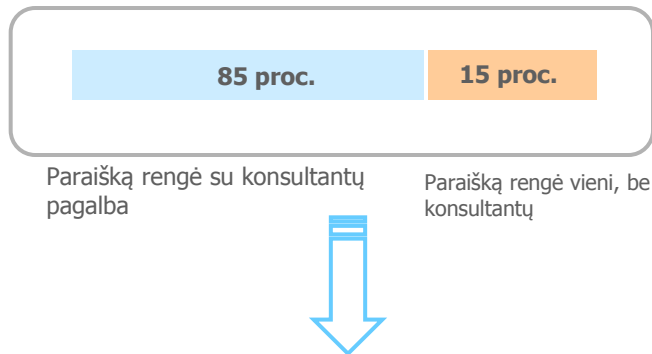 85 proc.
15 proc.
Paraišką rengė su konsultantų
pagalba
Paraišką rengė vieni, be
konsultantų